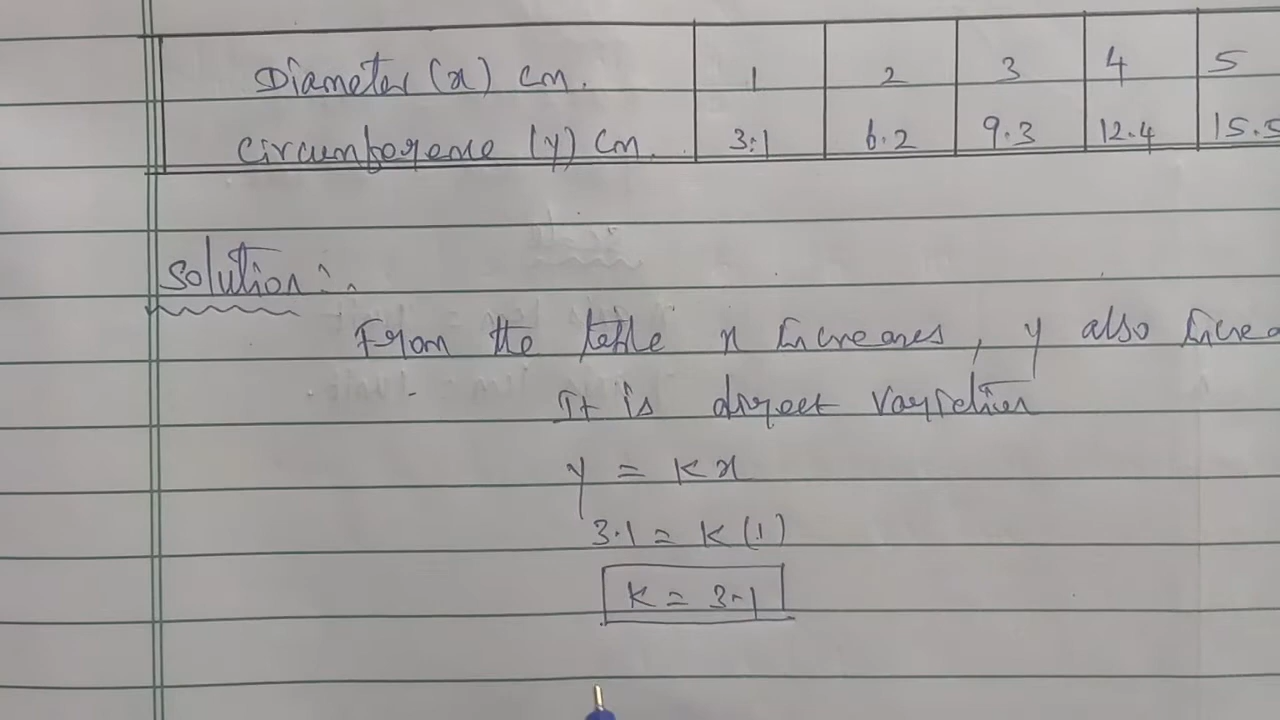 Diameter (x) cm. 1 2 3 4 5
Circumference (y) cm. 3.1 6.2 9.3 12.4 15.5
Solution :.
From the table x increases, y also increa
It is direct variation
y = kx
3.1 = k(1)
k = 3.1